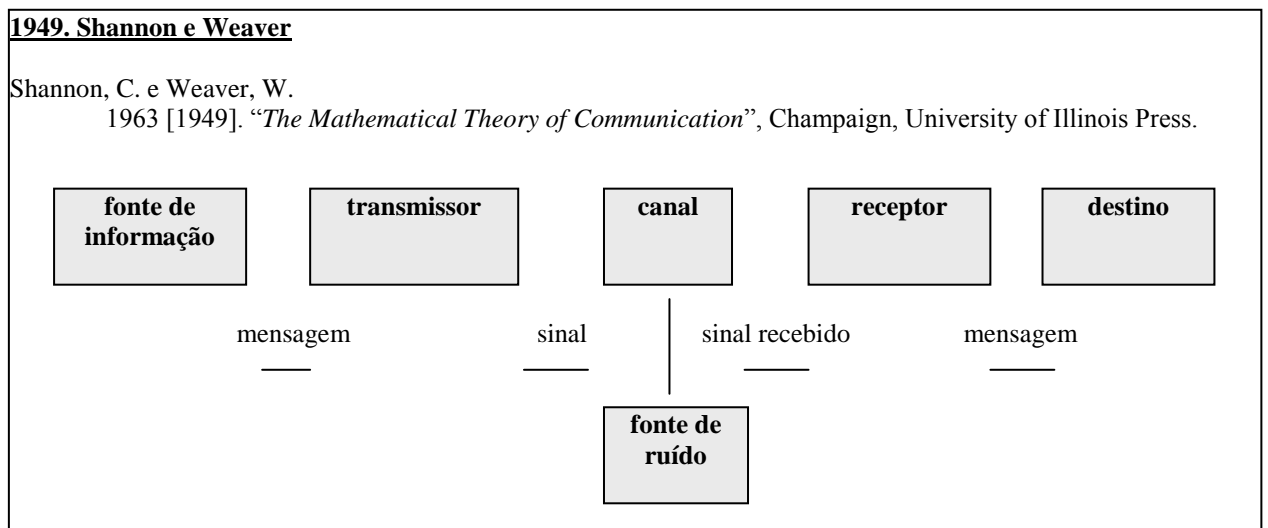 1949. Shannon e Weaver
Shannon, C. e Weaver, W.
1963 [1949]. “The Mathematical Theory of Communication”, Champaign, University of Illinois Press.
fonte de
informação
transmissor
canal
receptor
destino
mensagem
sinal
sinal recebido
mensagem
fonte de
ruído